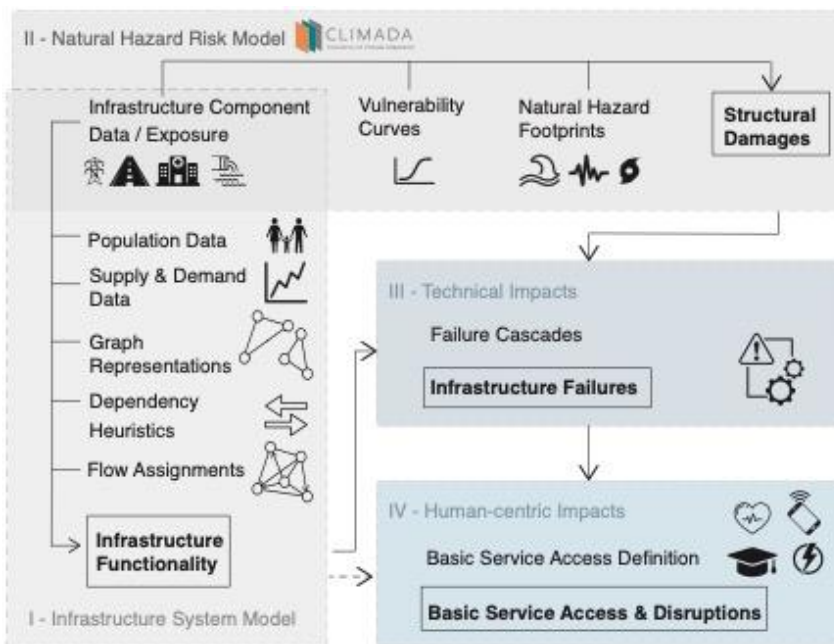 II - Natural Hazard Risk Model
CLIMADA
Infrastructure Component
Data / Exposure
Vulnerability
Curves
Natural Hazard
Footprints
Structural
Damages
Population Data
Supply & Demand
Data
Graph
Representations
Dependency
Heuristics
Flow Assignments
Infrastructure
Functionality
I - Infrastructure System Model
III - Technical Impacts
Failure Cascades
Infrastructure Failures
IV - Human-centric Impacts
Basic Service Access Definition
Basic Service Access & Disruptions